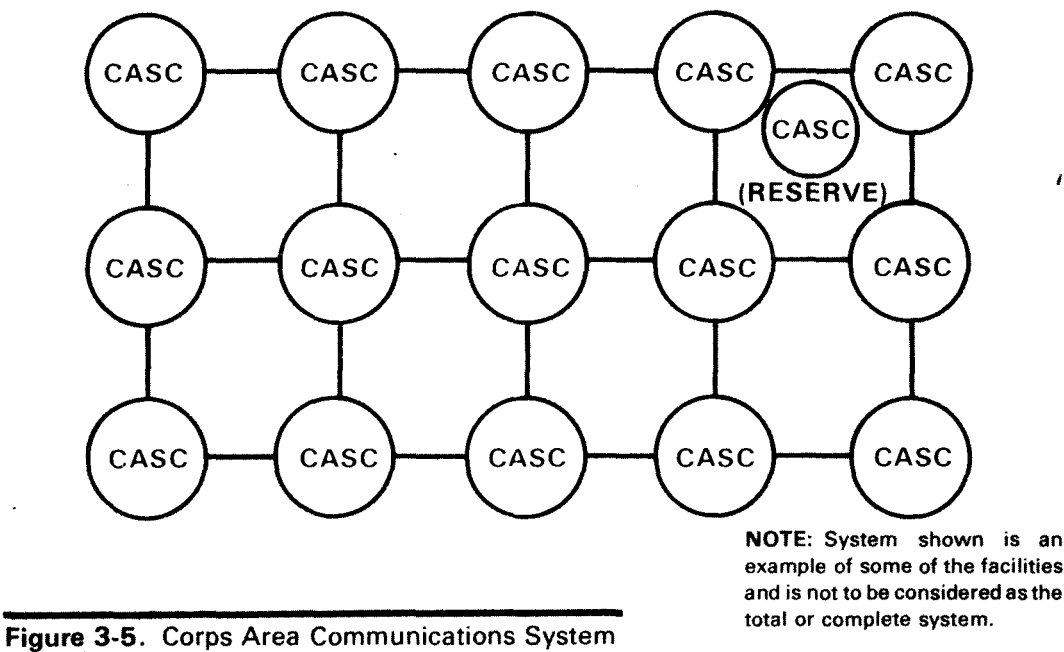 CASC CASC CASC CASC CASC
CASC
(RESERVE)
CASC CASC CASC CASC CASC
CASC CASC CASC CASC CASC
NOTE: System shown is an
example of some of the facilities
and is not to be considered as the
total or complete system.
Figure 3-5. Corps Area Communications System